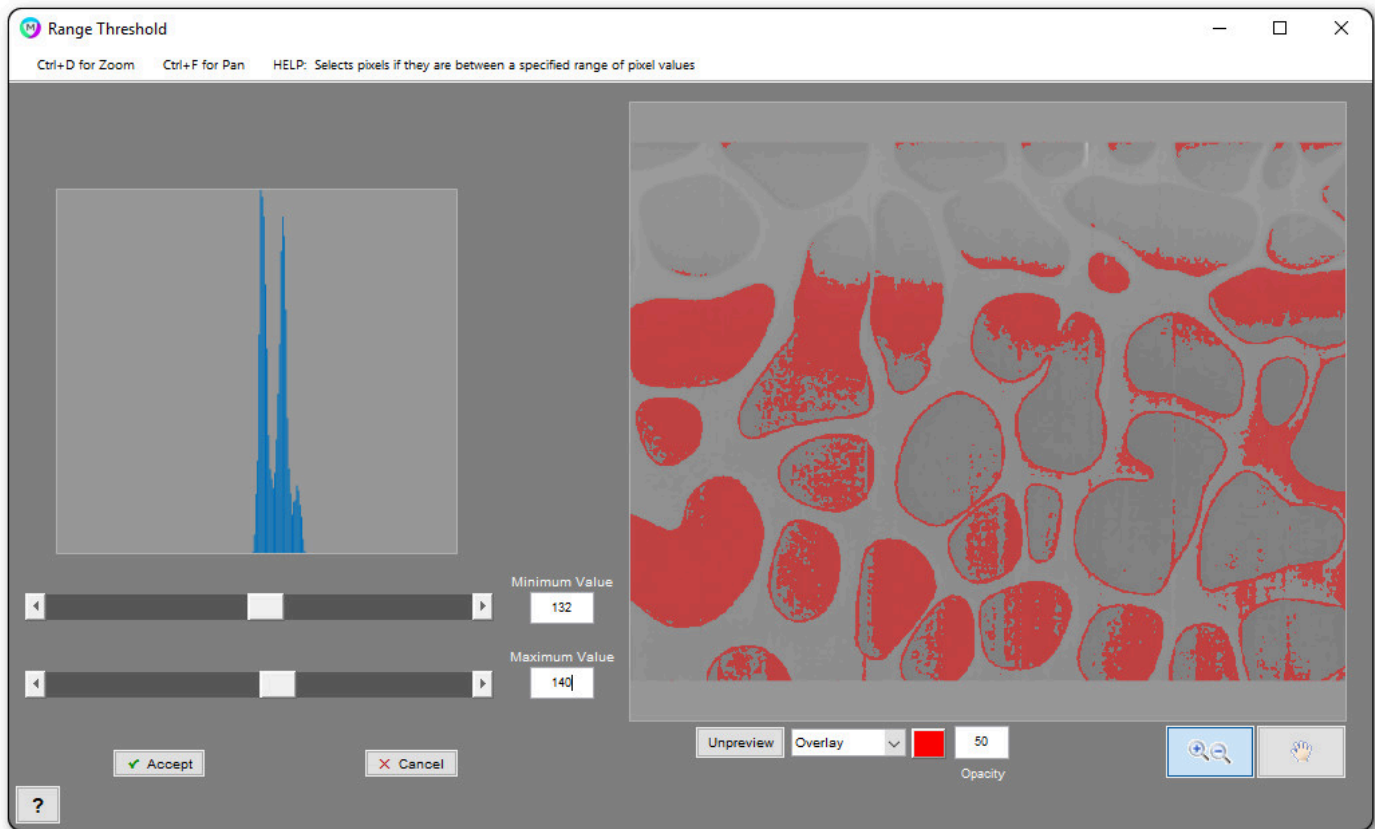 Range Threshold
Ctrl+D for Zoom Ctrl+F for Pan HELP: Selects pixels if they are between a specified range of pixel values
Minimum Value
132
Maximum Value
140
Accept Cancel
Unpreview Overlay 50
Opacity
?